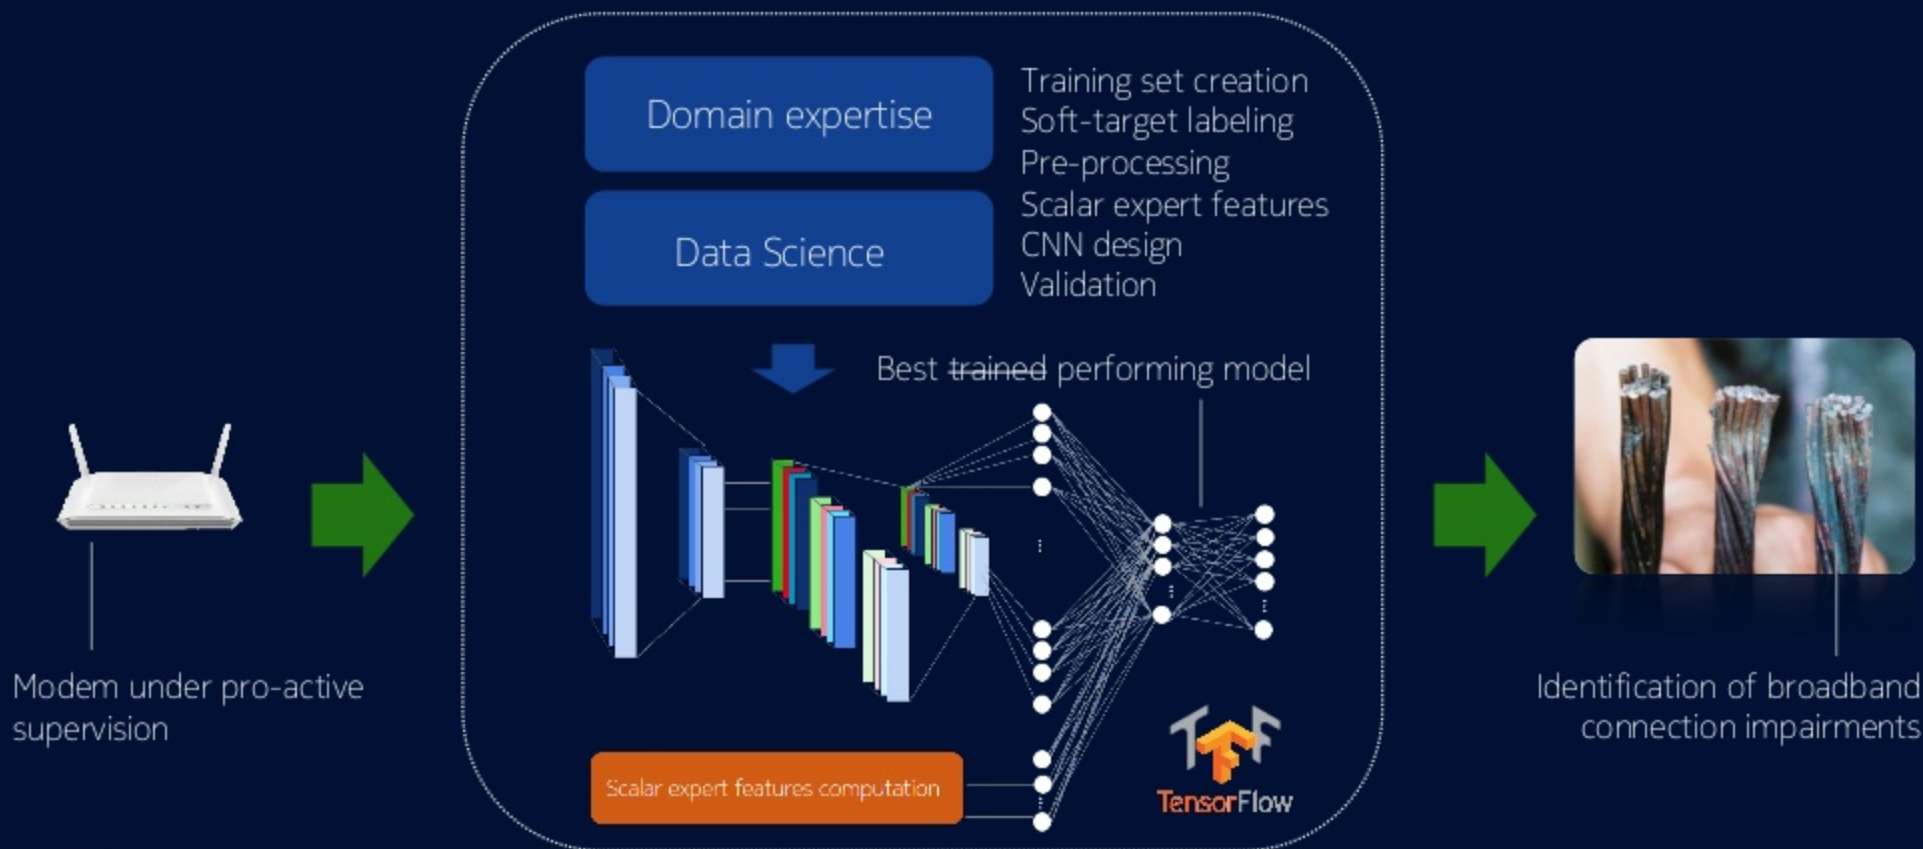 Domain expertise
Data Science
Training set creation
Soft-target labeling
Pre-processing
Scalar expert features
CNN design
Validation
Best trained performing model
Modem under pro-active
supervision
Scalar expert features computation
TensorFlow
Identification of broadband
connection impairments